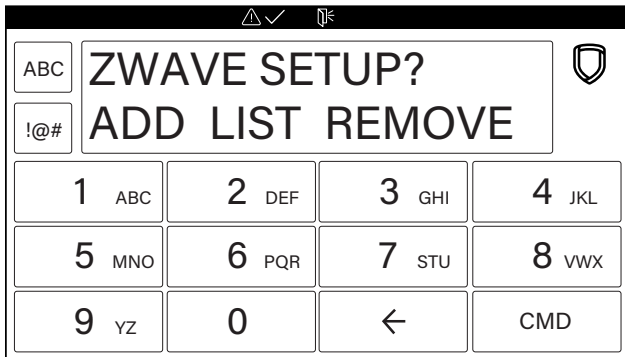 ABC
ZWAVE SETUP?
!@#
ADD LIST REMOVE
1 ABC
2 DEF
3 GHI
4 JKL
5 MNO
6 PQR
7 STU
8 VWX
9 YZ
0
←
CMD